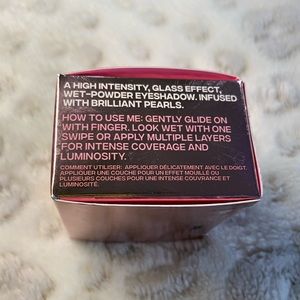 A HIGH INTENSITY, GLASS EFFECT,
WET-POWDER EYESHADOW. INFUSED
WITH BRILLIANT PEARLS.
HOW TO USE ME: GENTLY GLIDE ON
WITH FINGER. LOOK WET WITH ONE
SWIPE OR APPLY MULTIPLE LAYERS
FOR INTENSE COVERAGE AND
LUMINOSITY.
COMMENT UTILISER: APPLIQUER DÉLICATEMENT AVEC LE DOIGT.
APPLIQUER UNE COUCHE POUR UN EFFET MOUILLÉ OU
PLUSIEURS COUCHES POUR UNE INTENSE COUVRANCE ET
LUMINOSITÉ.